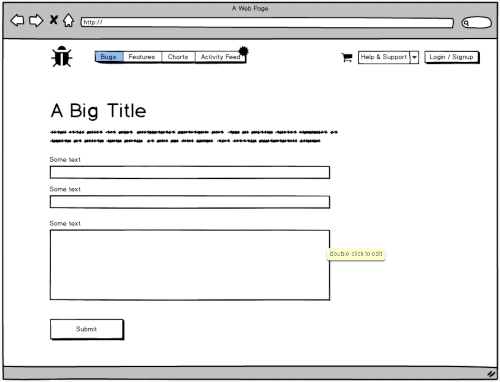 A Web Page
http://
Bugs Features Charts Activity Feed Help & Support Login / Signup
A Big Title
Some text
Some text
Some text
double-click to edit
Submit